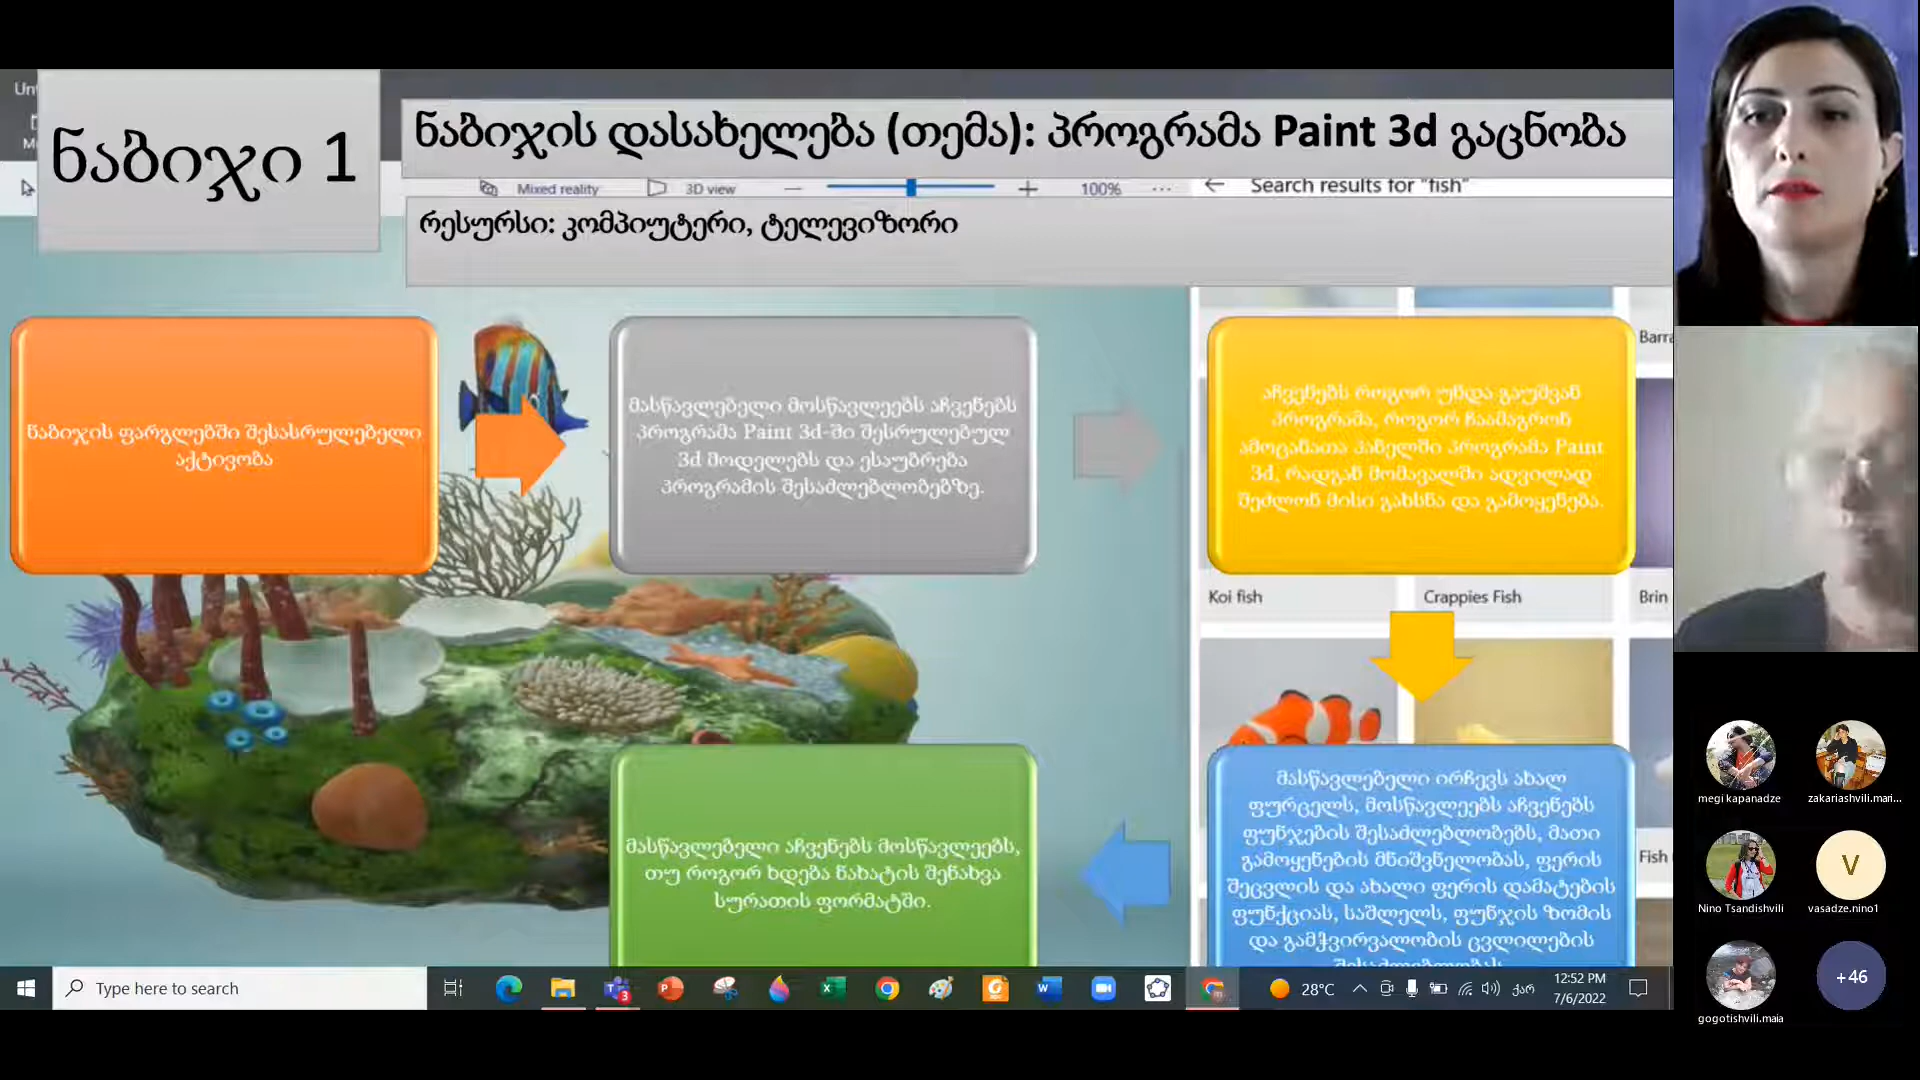 ნაბიჯი 1
ნაბიჯის დასახელება (თემა): პროგრამა Paint 3d გაცნობა
Mixed reality
3D view
100%
Search results for "fish"
რესურსი: კომპიუტერი, ტელევიზორი
ნაბიჯის ფარგლებში შესასრულებელი
აქტივობა
მასწავლებელი მოსწავლეებს აჩვენებს
პროგრამა Paint 3d-ში შესრულებულ
3d მოდელებს და ესაუბრება
პროგრამის შესაძლებლობებზე.
აჩვენებს როგორ უნდა გაუშვან
პროგრამა, როგორ ჩაამაგრონ
ამოცანათა პანელში პროგრამა Paint
3d, რადგან მომავალში ადვილად
შეძლონ მისი გახსნა და გამოყენება.
Koi fish
Crappies Fish
Brin
მასწავლებელი ირჩევს ახალ
ფურცელს, მოსწავლეებს აჩვენებს
ფუნჯების შესაძლებლობებს, მათი
გამოყენების მნიშვნელობას, ფერის
შეცვლის და ახალი ფერის დამატების
ფუნქციას, საშლელს, ფუნჯის ზომის
და გამჭვირვალობის ცვლილების
შესაძლებლობას
Fish
მასწავლებელი აჩვენებს მოსწავლეებს,
თუ როგორ ხდება ნახატის შენახვა
სურათის ფორმატში.
megi kapanadze
zakariashvili.mari...
Nino Tsandishvili
V
vasadze.nino1
gogotishvili.maia
+46
Type here to search
28°C
ქარ
12:52 PM
7/6/2022